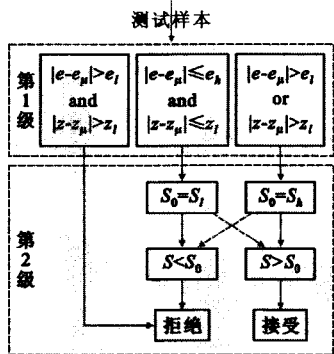 测试样本
第1级
|e-eμ|>el
and
|z-zμ|>zl
|e-eμ|≤eh
and
|z-zμ|≤zl
|e-eμ|>el
or
|z-zμ|>zl
第2级
S0=Sl
S0=Sh
S<S0
S>S0
拒绝
接受